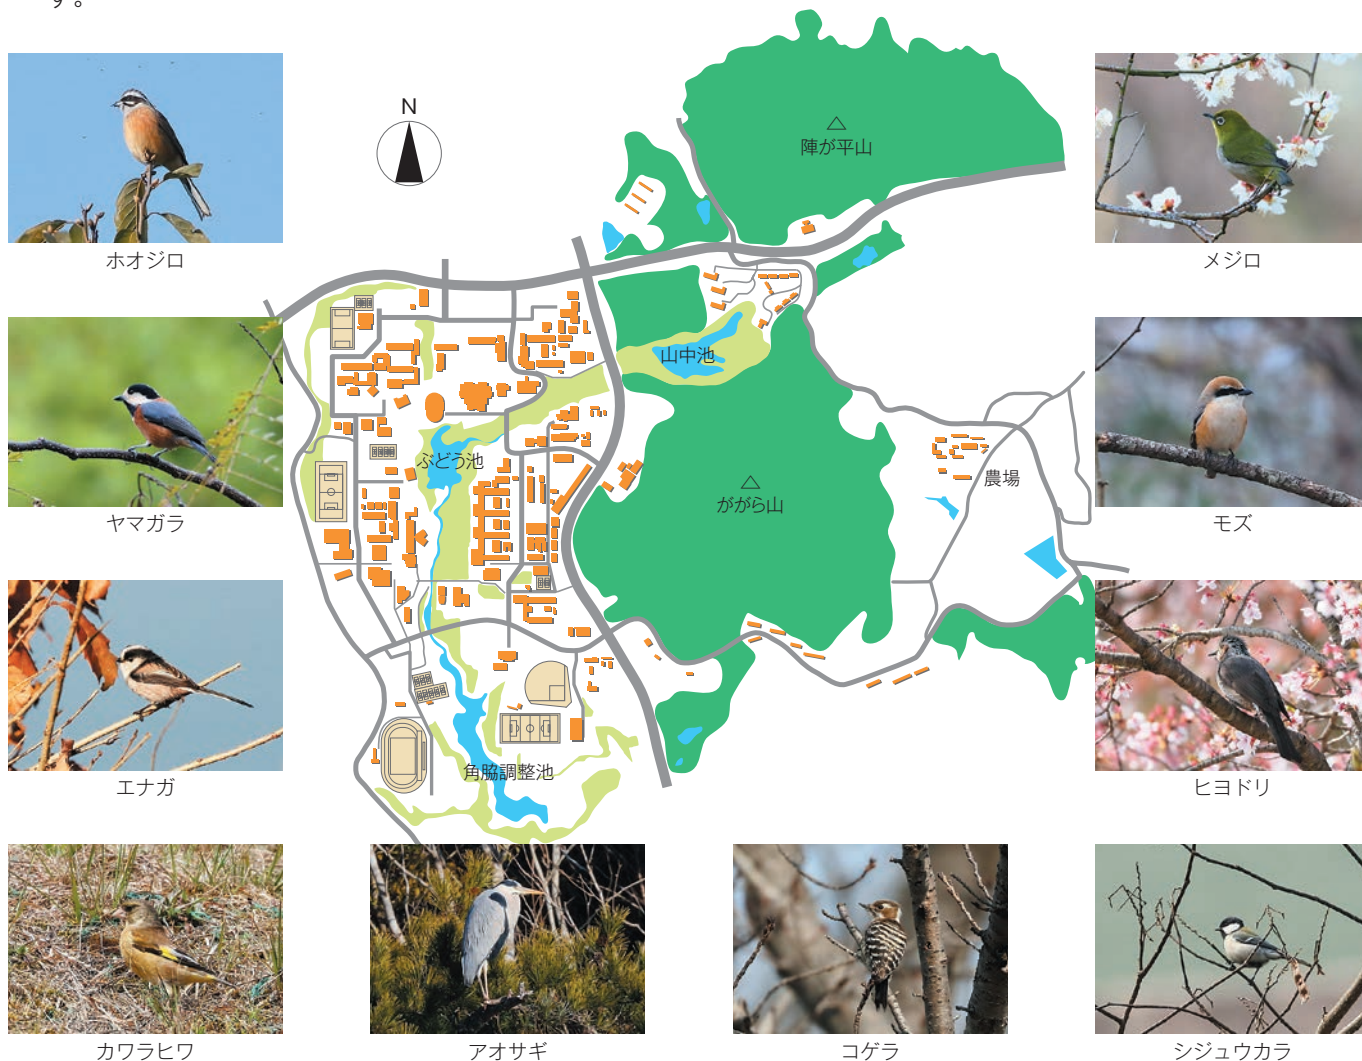 す。
N
陣が平山
ホオジロ
メジロ
山中池
ぶどう池
ががら山
農場
ヤマガラ
モズ
エナガ
角脇調整池
ヒヨドリ
カワラヒワ
アオサギ
コゲラ
シジュウカラ